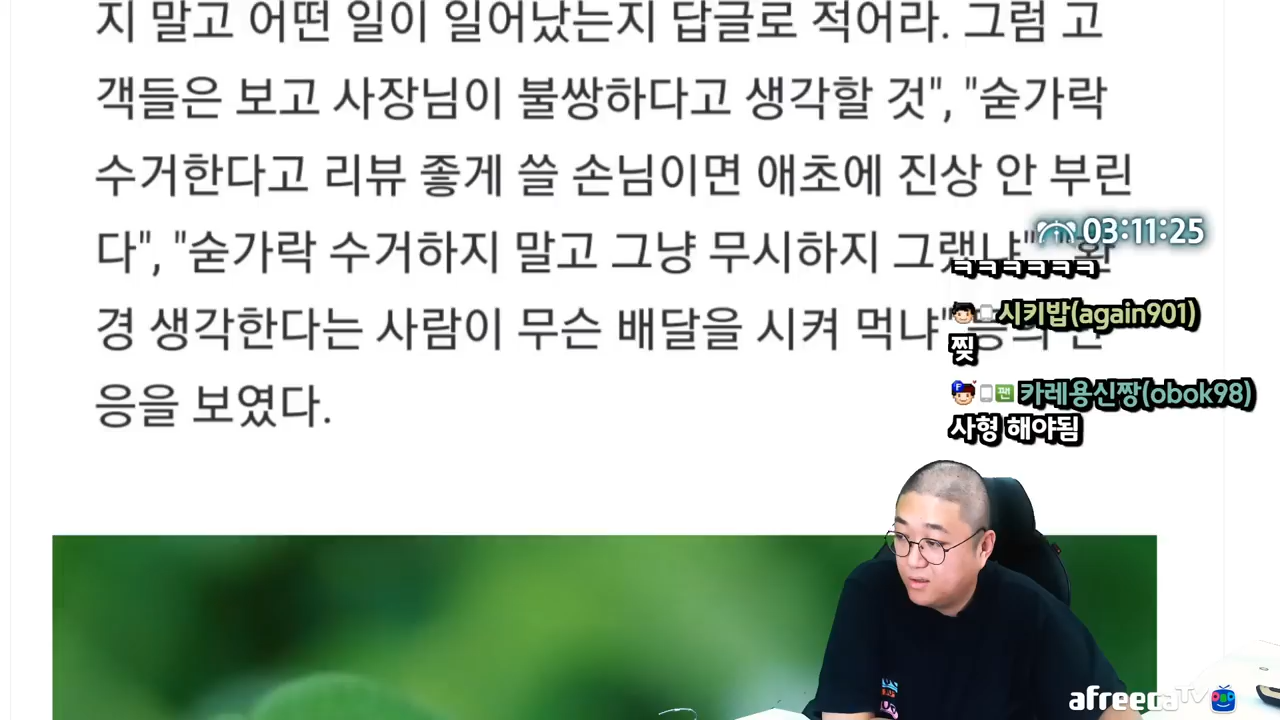 지 말고 어떤 일이 일어났는지 답글로 적어라. 그럼 고
객들은 보고 사장님이 불쌍하다고 생각할 것", "숟가락
수거한다고 리뷰 좋게 쓸 손님이면 애초에 진상 안 부린
다", "숟가락 수거하지 말고 그냥 무시하지 그랬냐"
경 생각한다는 사람이 무슨 배달을 시켜 먹냐"
응을 보였다.
03:11:25
ㅋㅋㅋㅋㅋㅋ
시키밥(again901)
찢
짼 카레용신짱(obok98)
사형 해야됨
afreecaTV